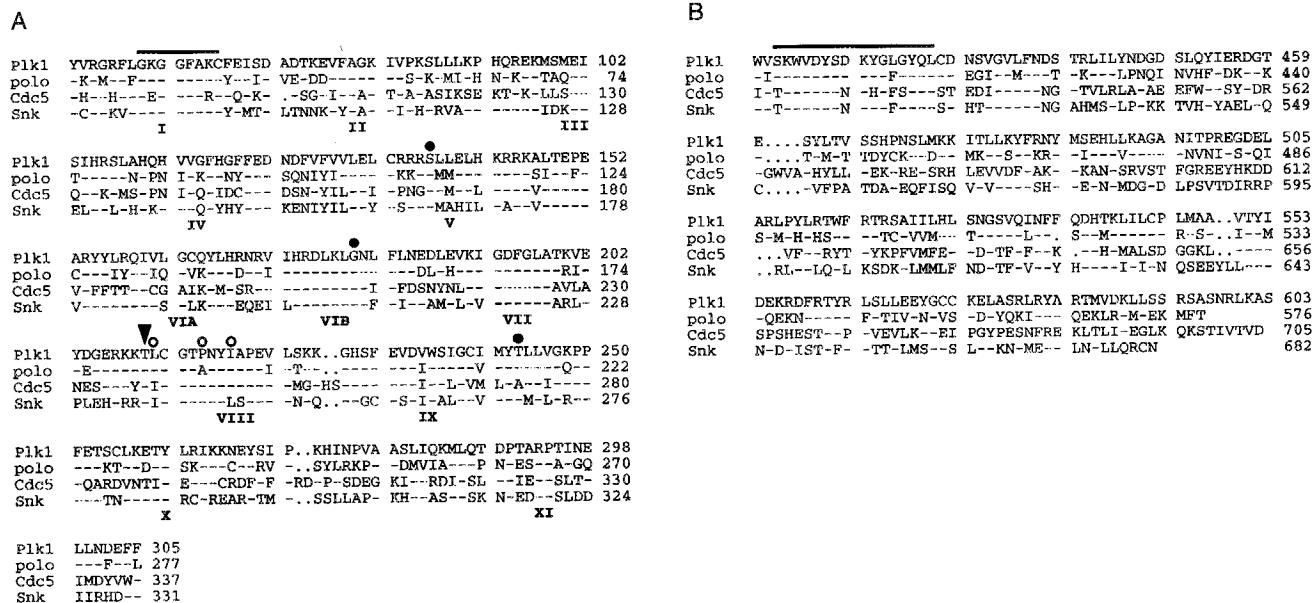 A
Plk1 YVRGRFLGKG GFAKCFEISD ADTKEVFAGK IVPKSLLLKP HQREKMSMEI 102
polo -K-M--F--- -----Y--I-V VE-DD----- ----S-K-MI-H N-K--TAQ-- 74
Cdc5 -H--H---E- ---R-Q-K-- .-SG-I--A- T-A-ASIKSE KT-K-LLS-- 130
Snk -C--KV---- -----Y-MT- LTNNK-Y-A- I-H-RVA--- I----IDK-- 128
I II III
Plk1 SIHRSLAHQH VVGFHGFFED NDFVFVVLEL CRRRSLLELH KRRKALTEPE 152
polo T-----N-PN I-K--NY--- SQNIYI---- -KK--MM--- ----SI--F- 124
Cdc5 Q--K-MS-PN I-Q-IDC--- DSN-YIL--I- PNG--M--L- ----V----- 180
Snk EL--L-H-K- --Q-YH---- KENIYIL--Y S---MAHIL- A--V------ 178
IV V
Plk1 ARYYLRQIVL GCQYLHRNRV IHRDLKLGNL FLNEDLEVKI GDFGLATKVE 202
polo C---IY--IQ -VK---D--I ---------- ----DL-H-- ------RI-- 174
Cdc5 V-FFTT--CG AIK-M-SR-- ---------I --FDSNYNL- ------AVLA 230
Snk ---------S -LK---EQEI L--------F -I--AM-L-V ------ARL- 228
VIA VIB VII
Plk1 YDGERKKTLC GTPNYIAPEV LSKK..GHSF EVDVWSIGCI MYTLLVGKPP 250
polo -E-------- ---A-----I -T--..---- -----I---- -------Q-- 222
Cdc5 NES---Y-I- ---------- -MG-HS---- ----I--L-VM L-A--I---- 280
Snk PLEH-RR-I- -----LS--- -N-Q..--GC -S-I-AL--V ---M-L-R-- 276
VIII IX
Plk1 FETSCLKETY LRIKKNEYSI P..KHINPVA ASLIQKMLQT DPTARPTINE 298
polo ---KT--D-- SK---C--RV -..SYLRKP- -DMVIA---P N-ES--A-GQ 270
Cdc5 -QARDVNTI- E---CRDF-F -RD-P-SDEG KI--RDI-SL --IE--SLT- 330
Snk ---TN----- RC-REAR-TM -..SSLLAP- KH--AS--SK N-ED--SLDD 324
X XI
Plk1 LLNDEFF 305
polo ---F--L 277
Cdc5 IMDYVW- 337
Snk IIRHD-- 331
B
Plk1 WVSKWVDYSD KYGLGYQLCD NSVGVLFNDS TRLILYNDGD SLQYIERDGT 459
polo -I-------- ----F----- EGI--M---T -K---LPNQI NVHF-DK--K 440
Cdc5 I-T------N -H-FS---ST EDI----NG- -TVLRLA-AE EEFW--SY-DR 562
Snk --T-----N- ---F---S-- HT-----NG- AHMS-LP-KK TVH-YAEL-Q 549
Plk1 E....SYLTV SSHPNSLMKK ITLLKYFRNY MSEHLLKAGA NITPREGDEL 505
polo -....T-M-T TDYCK--D-- MK---S--KR -I---V---- NVNI-S-QI 486
Cdc5 -GWVA-HYLL --EK-RE-SRH LEVVDF-AK- -KAN-SRVST FGREEYHKDD 612
Snk C....VFPA TDA-EQFISQ V-V----SH- -E-N-MDG-D LPSVTDIRRP 595
Plk1 ARLPYLRTWF RTRSAIILHL SNGSVQINFF QDHTKLILCP LMAA..VTYI 553
polo S-M-H-HS-- ---TC-VVM- -T----L--. S---M----- -R--S..I-M 533
Cdc5 ----VF--RYT YKPFVMFE-- D-TF-F---- --H-MALSD GGKL....-- 656
Snk --RL---LQ-L KSDK-LMMLF ND-TF-V--Y H-----I-IN- NQSEEYLL-- 643
Plk1 DEKRDFRTYR LSLLEEYGCC KELASRLRYA RTMVDKLLSS RSASNRLKAS 603
polo -QEKN----- F-TIV-N-VS -D-YQKI--- -QEKLR-M-EK MFT 576
Cdc5 SPSHEST--P -VEVLK--EI PGYPESNFRE KLTLI-EGLK QKSTIVTVD 705
Snk -N-D-IST-F- --TT-LMS--S -L--KN-ME- -LN-LLQRCN 682